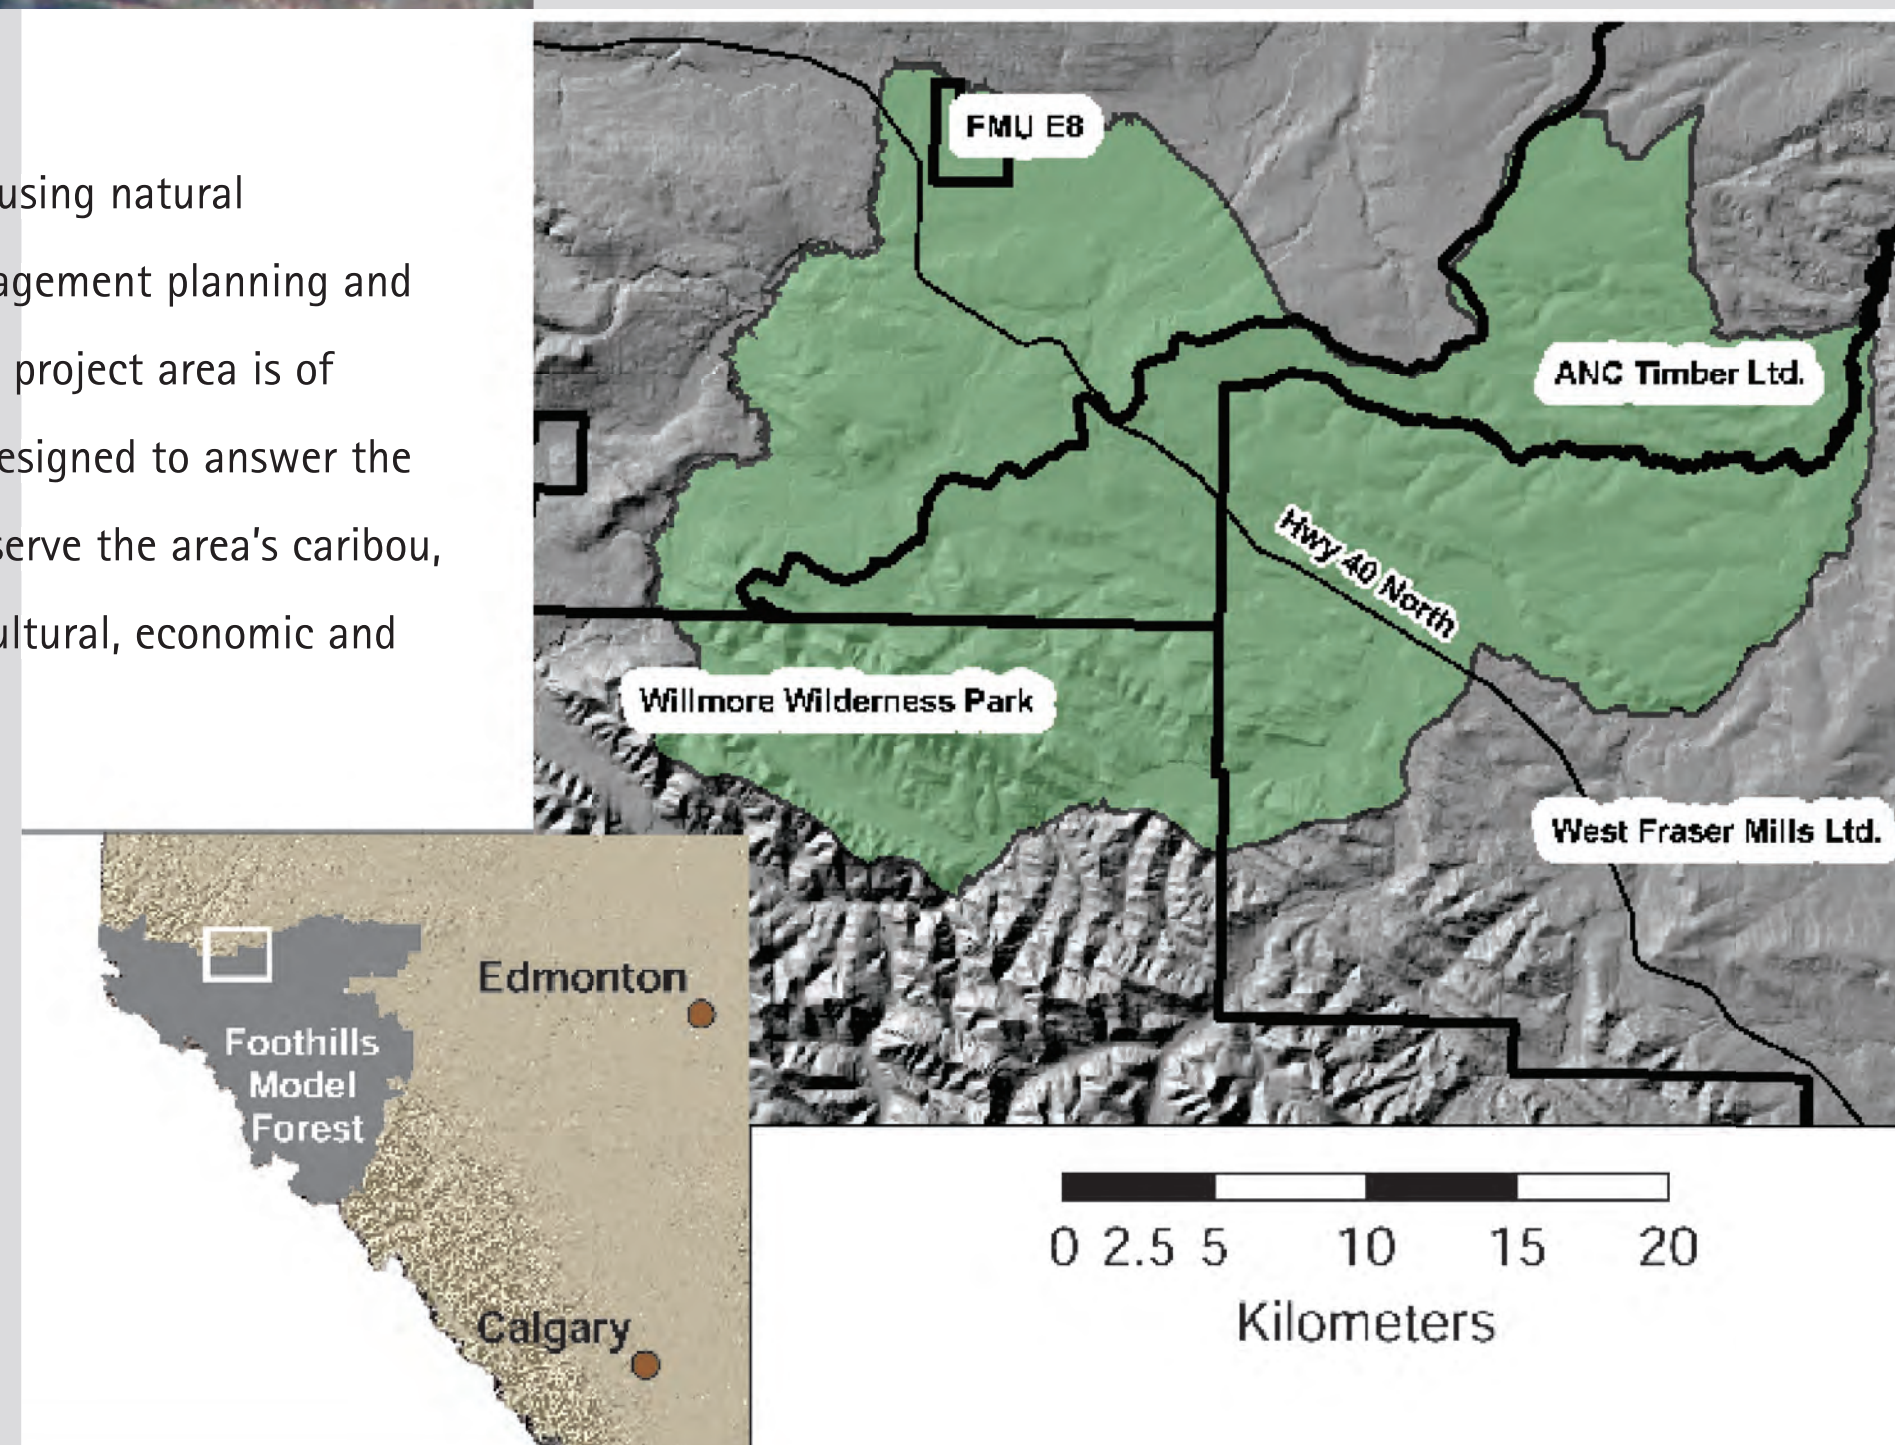 using natural
agement planning and
project area is of
esigned to answer the
serve the area's caribou,
ultural, economic and
FMU E8
ANC Timber Ltd.
Hwy 40 North
Willmore Wilderness Park
West Fraser Mills Ltd.
Edmonton
Foothills
Model
Forest
Calgary
0 2.5 5 10 15 20
Kilometers